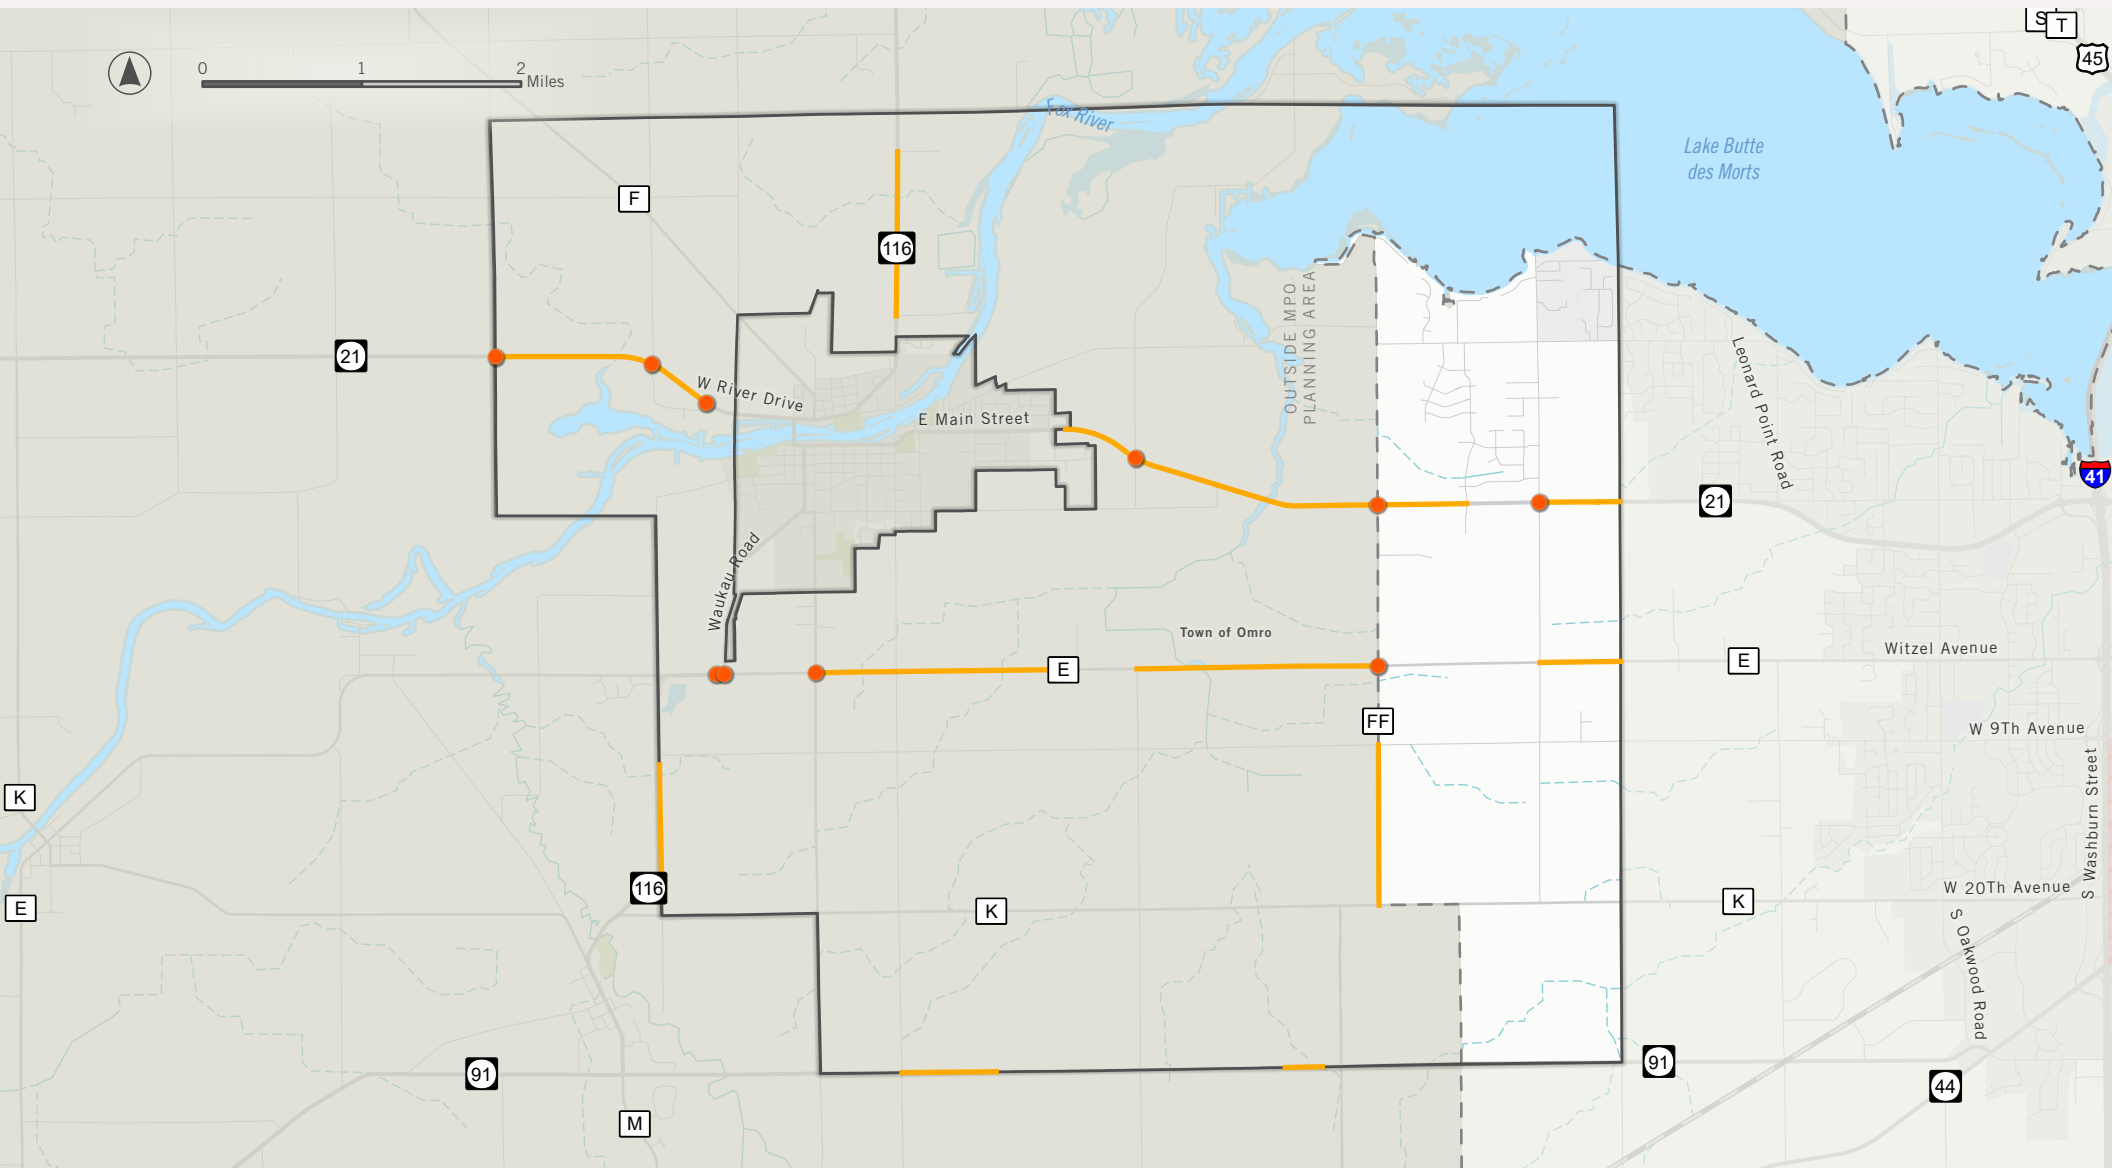 S
T
45
0 1 2
Miles
Fox River
Lake Butte
des Morts
F
116
OUTSIDE MPO
PLANNING AREA
21
W River Drive
E Main Street
Leonard Point Road
41
21
Waukau Road
Town of Omro
E
E
Witzel Avenue
FF
W 9Th Avenue
K
S Washburn Street
116
W 20Th Avenue
E
K
K
S Oakwood Road
91
91
44
M